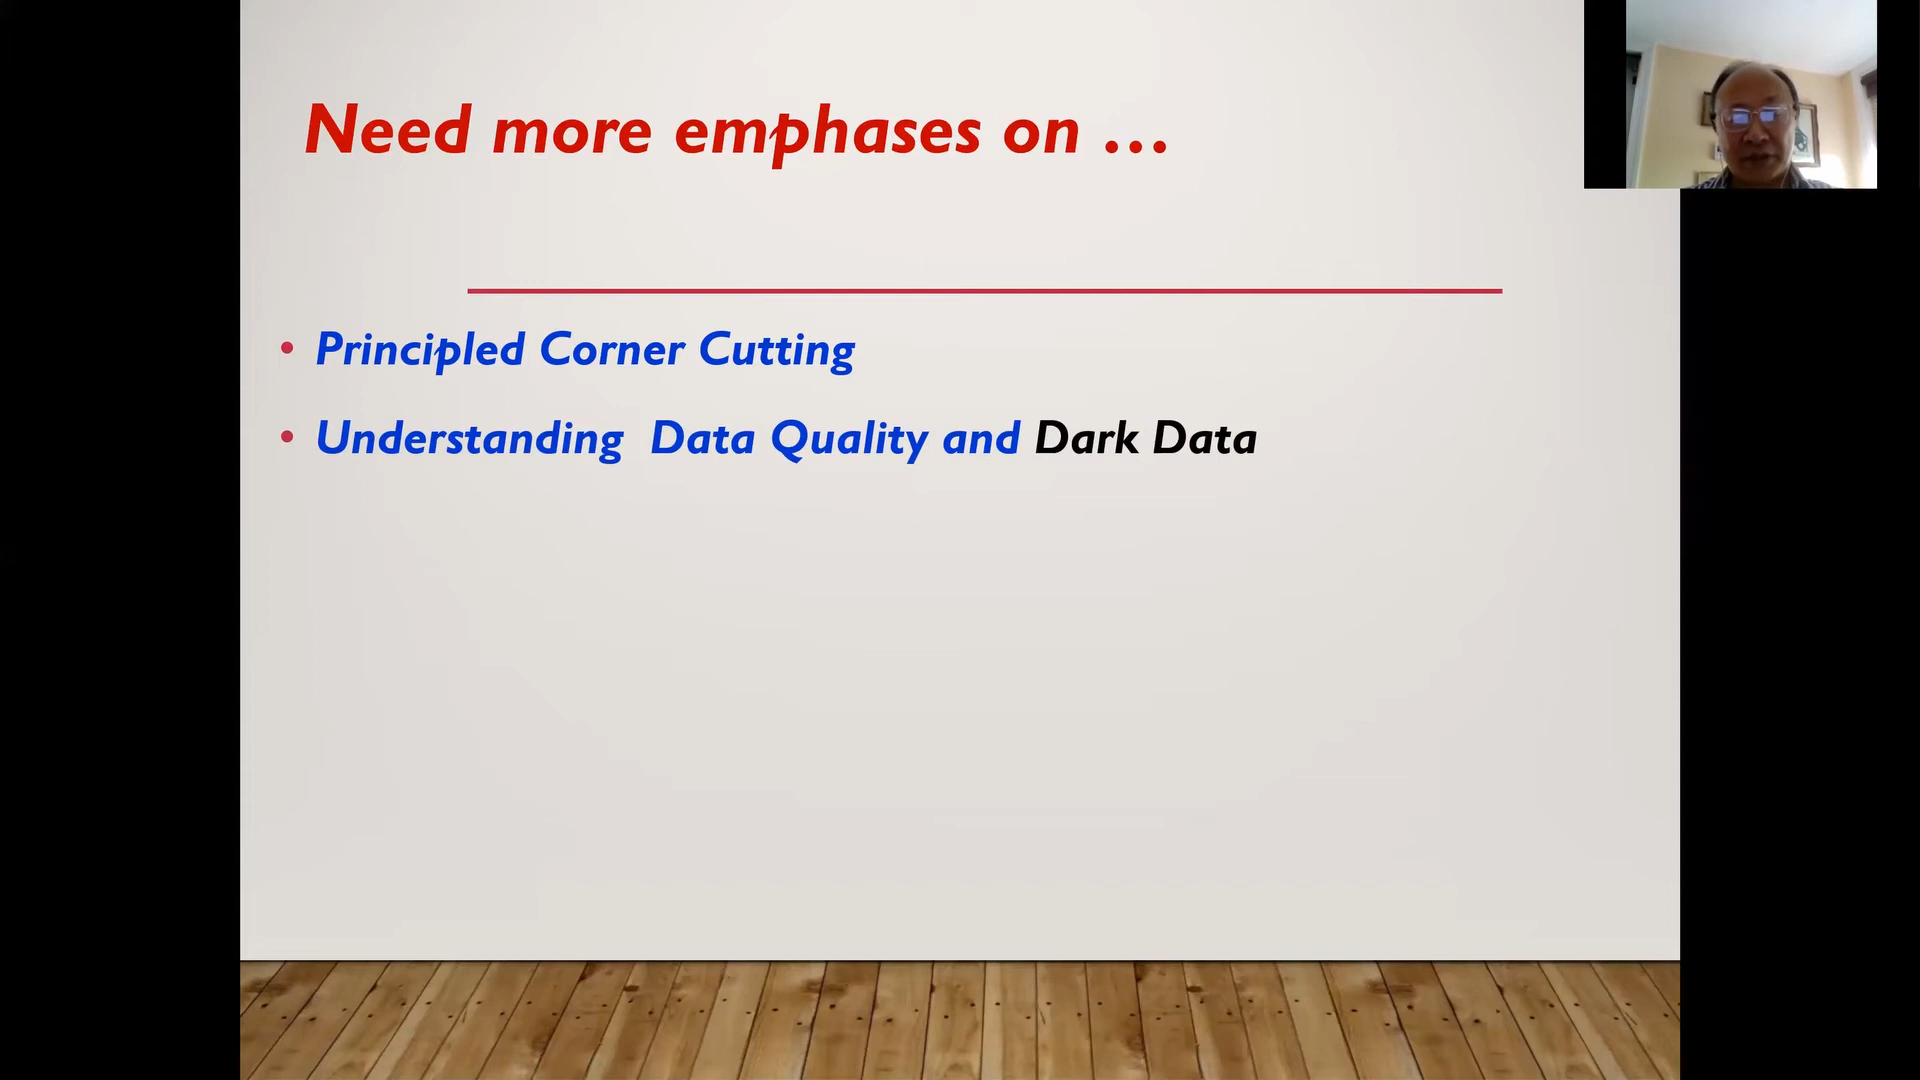 Need more emphases on …
• Principled Corner Cutting
• Understanding  Data Quality and Dark Data